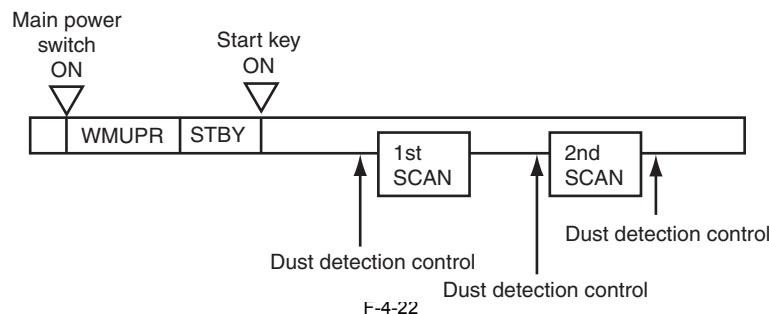 Main power
switch
ON
Start key
ON
WMUPR
STBY
1st
SCAN
2nd
SCAN
Dust detection control
Dust detection control
Dust detection control
F-4-22